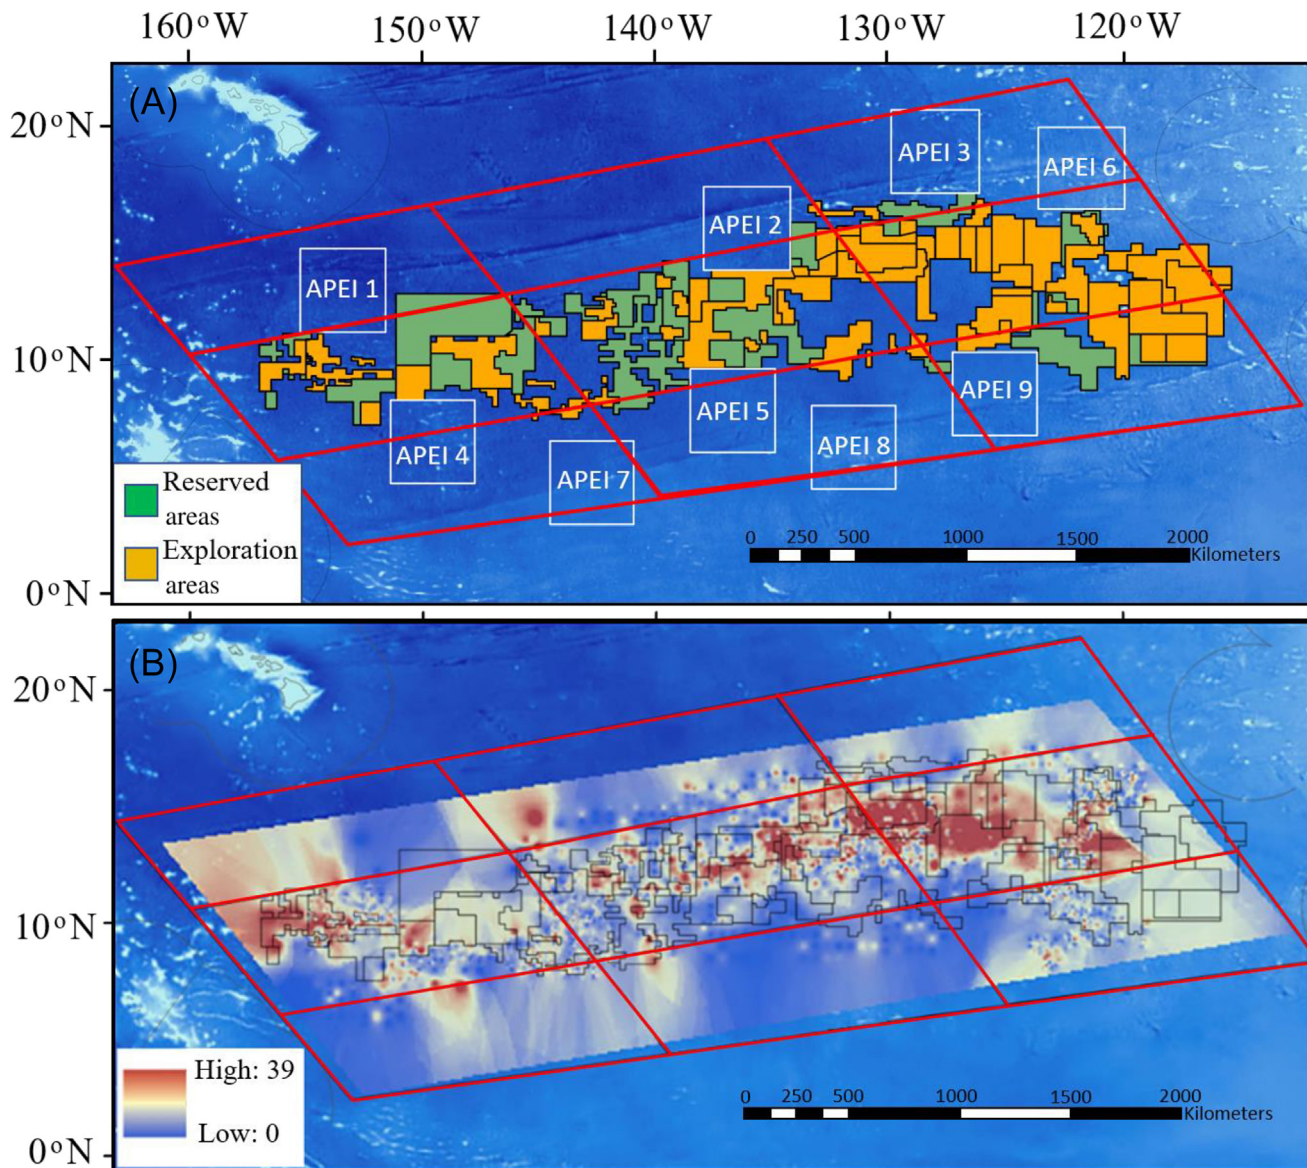 160°W 150°W 140°W 130°W 120°W
(A)
20°N
APEI 3
APEI 6
APEI 2
APEI 1
10°N
APEI 9
APEI 5
APEI 4
APEI 8
APEI 7
Reserved
areas
Exploration
areas
0 250 500 1000 1500 2000
Kilometers
0°N
(B)
20°N
10°N
High: 39
Low: 0
0 250 500 1000 1500 2000
Kilometers
0°N